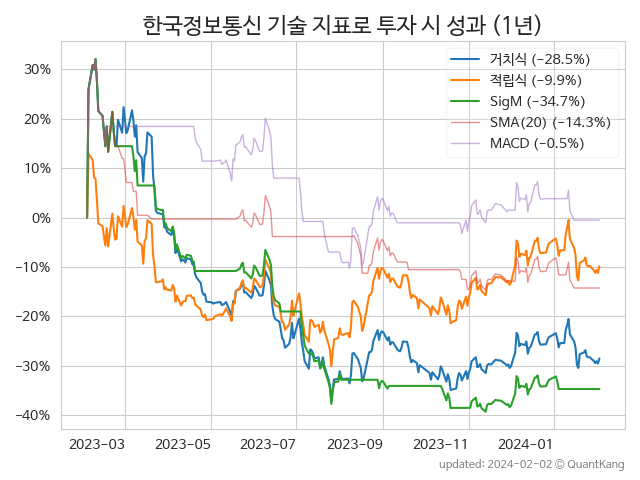 한국정보통신 기술 지표로 투자 시 성과 (1년)
거치식 (−28.5%)
적립식 (−9.9%)
SigM (−34.7%)
SMA(20) (−14.3%)
MACD (−0.5%)
30%
20%
10%
0%
−10%
−20%
−30%
−40%
2023-03 2023-05 2023-07 2023-09 2023-11 2024-01
updated: 2024-02-02 © QuantKang